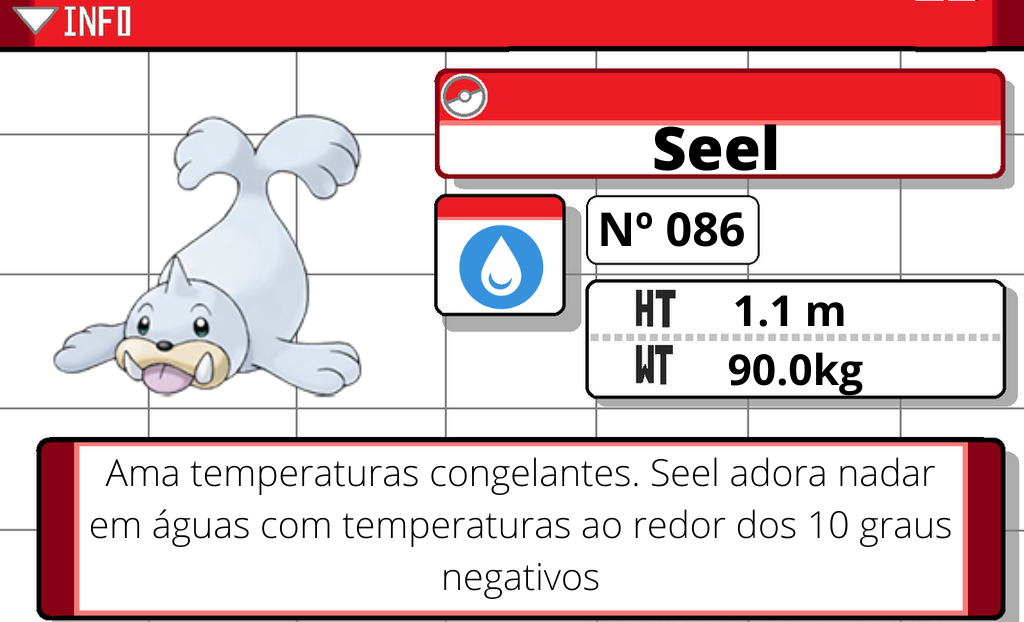 INFO
Seel
Nº 086
HT 1.1 m
WT 90.0kg
Ama temperaturas congelantes. Seel adora nadar
em águas com temperaturas ao redor dos 10 graus
negativos